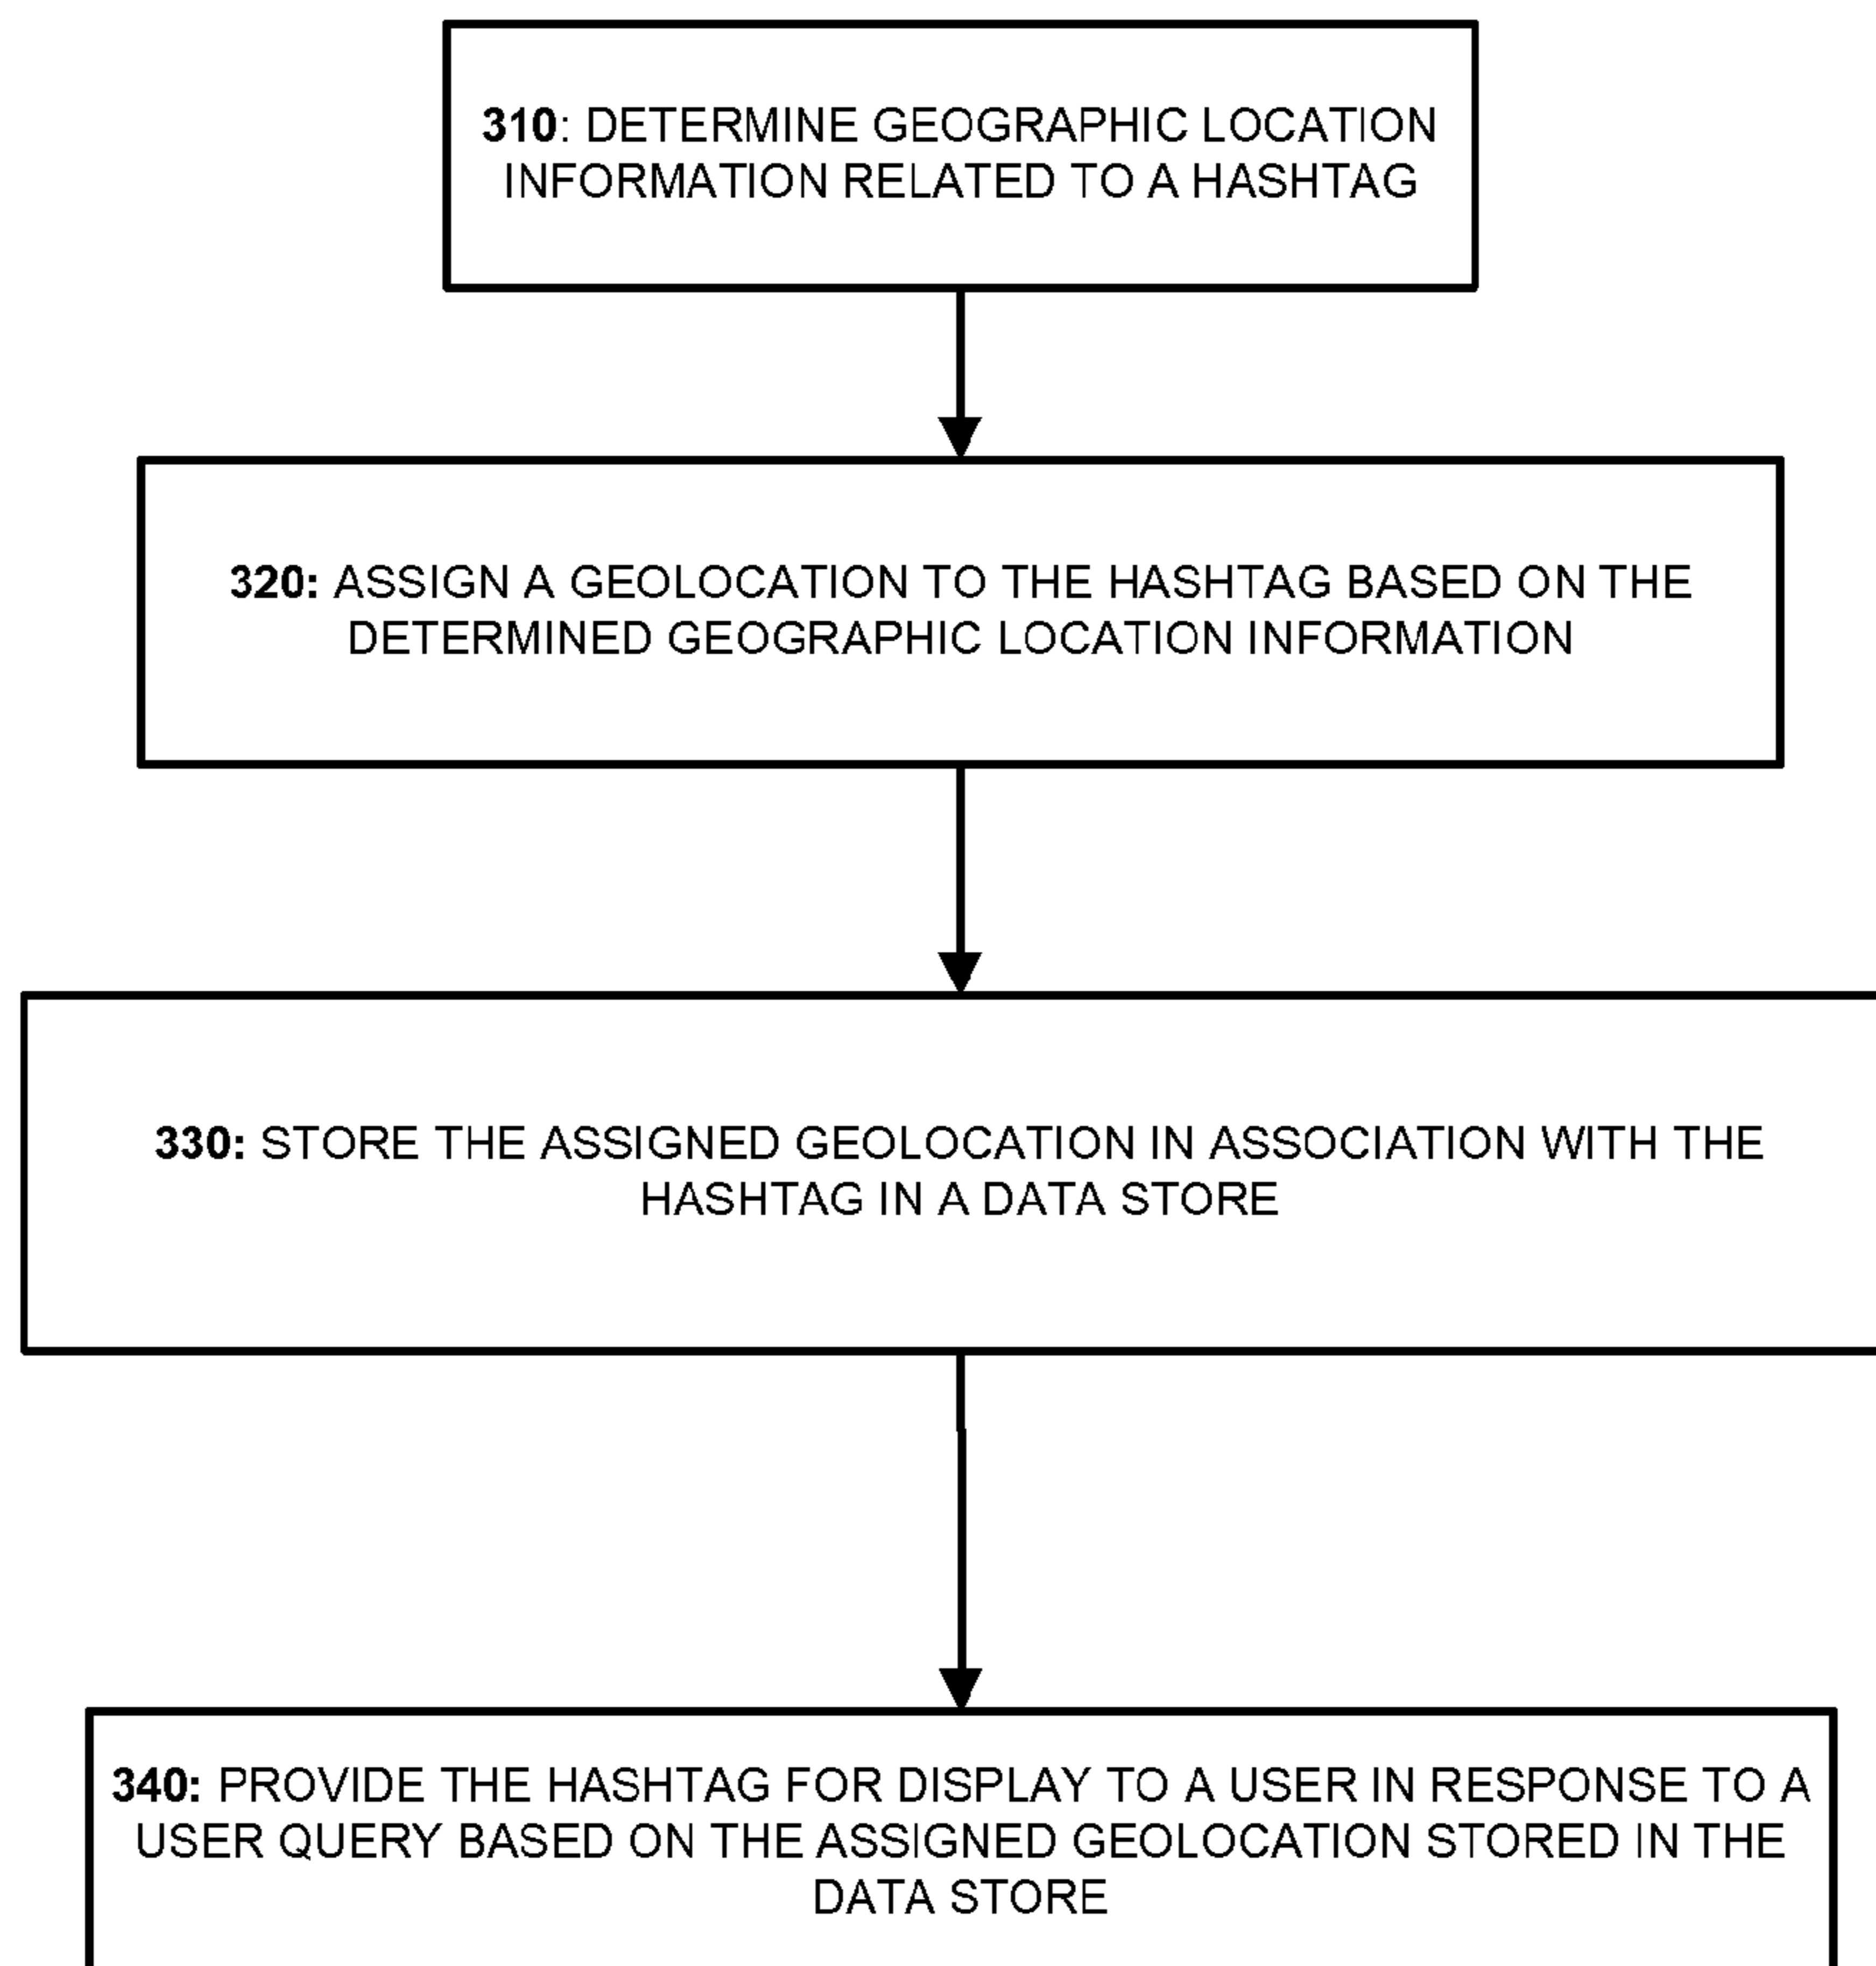 310: DETERMINE GEOGRAPHIC LOCATION
INFORMATION RELATED TO A HASHTAG
320: ASSIGN A GEOLOCATION TO THE HASHTAG BASED ON THE
DETERMINED GEOGRAPHIC LOCATION INFORMATION
330: STORE THE ASSIGNED GEOLOCATION IN ASSOCIATION WITH THE
HASHTAG IN A DATA STORE
340: PROVIDE THE HASHTAG FOR DISPLAY TO A USER IN RESPONSE TO A
USER QUERY BASED ON THE ASSIGNED GEOLOCATION STORED IN THE
DATA STORE